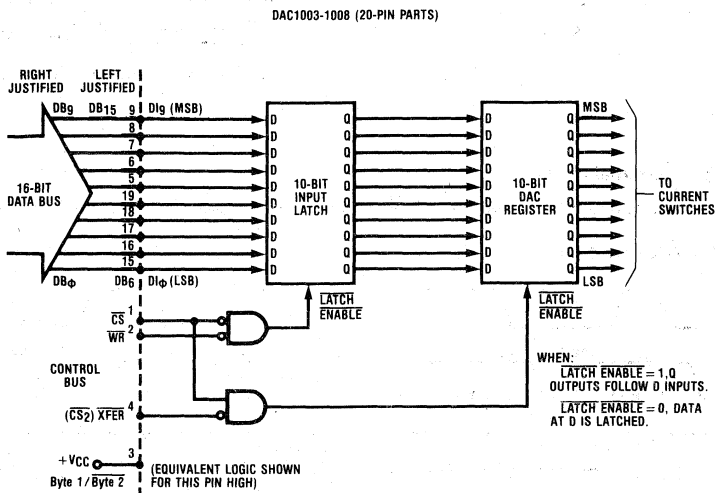 DAC1003-1008 (20-PIN PARTS)
RIGHT JUSTIFIED
LEFT JUSTIFIED
DB9 DB15 9 DI9 (MSB)
8
7
6
5
19
18
17
16
15
DBΦ DB6 DIΦ (LSB)
16-BIT DATA BUS
D Q
D Q
D Q
D Q
D Q
D Q
D Q
D Q
D Q
D Q
10-BIT INPUT LATCH
D Q MSB
D Q
D Q
D Q
D Q
D Q
D Q
D Q
D Q
D Q
LSB
10-BIT DAC REGISTER
TO CURRENT SWITCHES
LATCH ENABLE
LATCH ENABLE
CS 1
WR 2
CONTROL BUS
(CS2) XFER 4
+VCC 3
Byte 1/Byte 2
(EQUIVALENT LOGIC SHOWN
FOR THIS PIN HIGH)
WHEN:
LATCH ENABLE = 1,Q
OUTPUTS FOLLOW D INPUTS.
LATCH ENABLE = 0, DATA
AT D IS LATCHED.